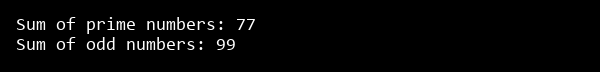 Sum of prime numbers: 77
Sum of odd numbers: 99